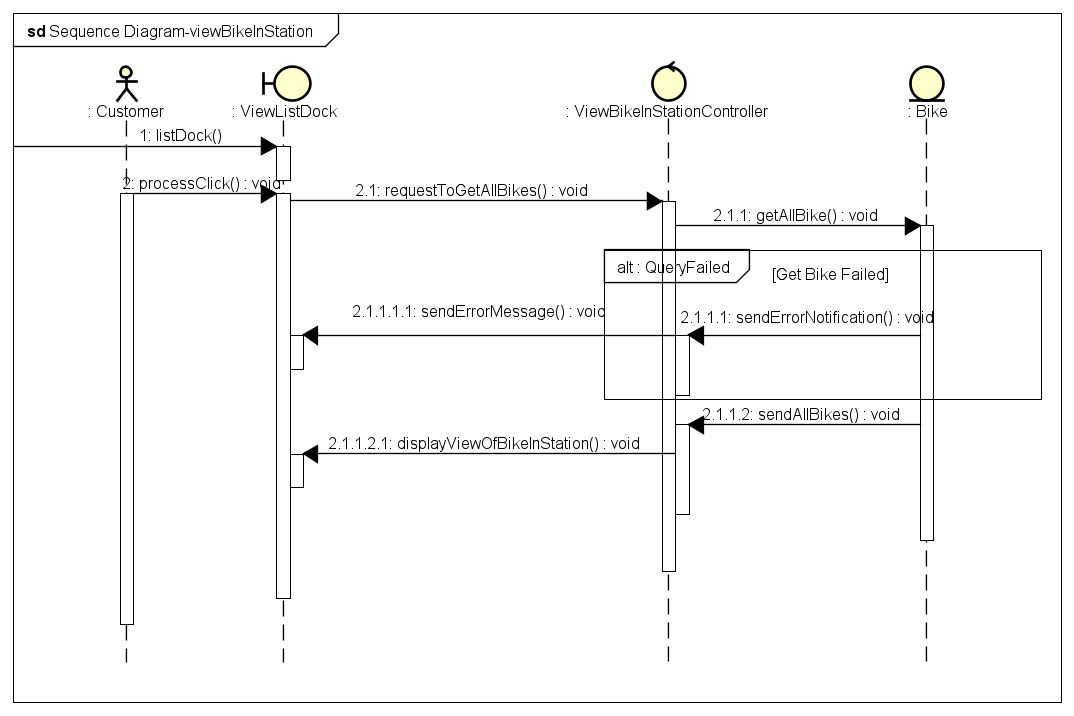 sd Sequence Diagram-viewBikeInStation
: Customer
: ViewListDock
: ViewBikeInStationController
: Bike
1: listDock()
2: processClick() : void
2.1: requestToGetAllBikes() : void
2.1.1: getAllBike() : void
alt : QueryFailed
[Get Bike Failed]
2.1.1.1.1: sendErrorMessage() : void
2.1.1.1: sendErrorNotification() : void
2.1.1.2: sendAllBikes() : void
2.1.1.2.1: displayViewOfBikeInStation() : void